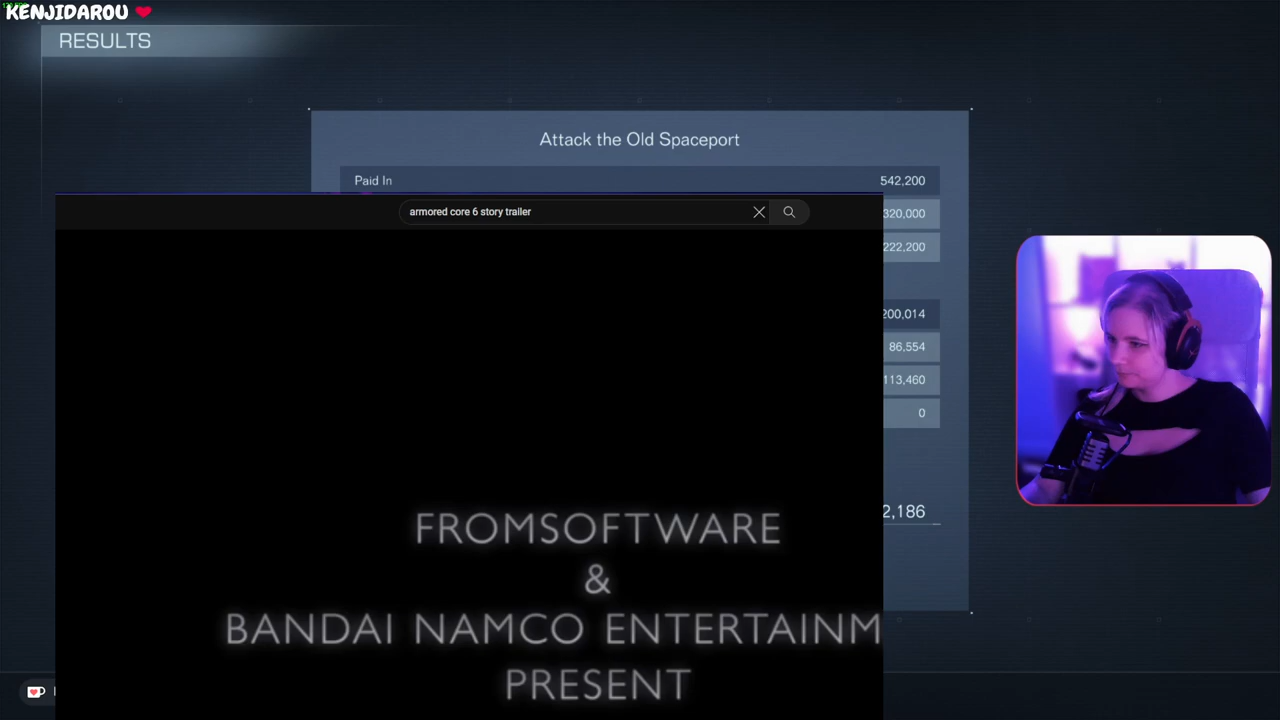 KENJIDAROU
RESULTS
Attack the Old Spaceport
Paid In 542,200
armored core 6 story trailer
320,000
222,200
200,014
86,554
113,460
0
2,186
FROMSOFTWARE
&
BANDAI NAMCO ENTERTAINM
PRESENT